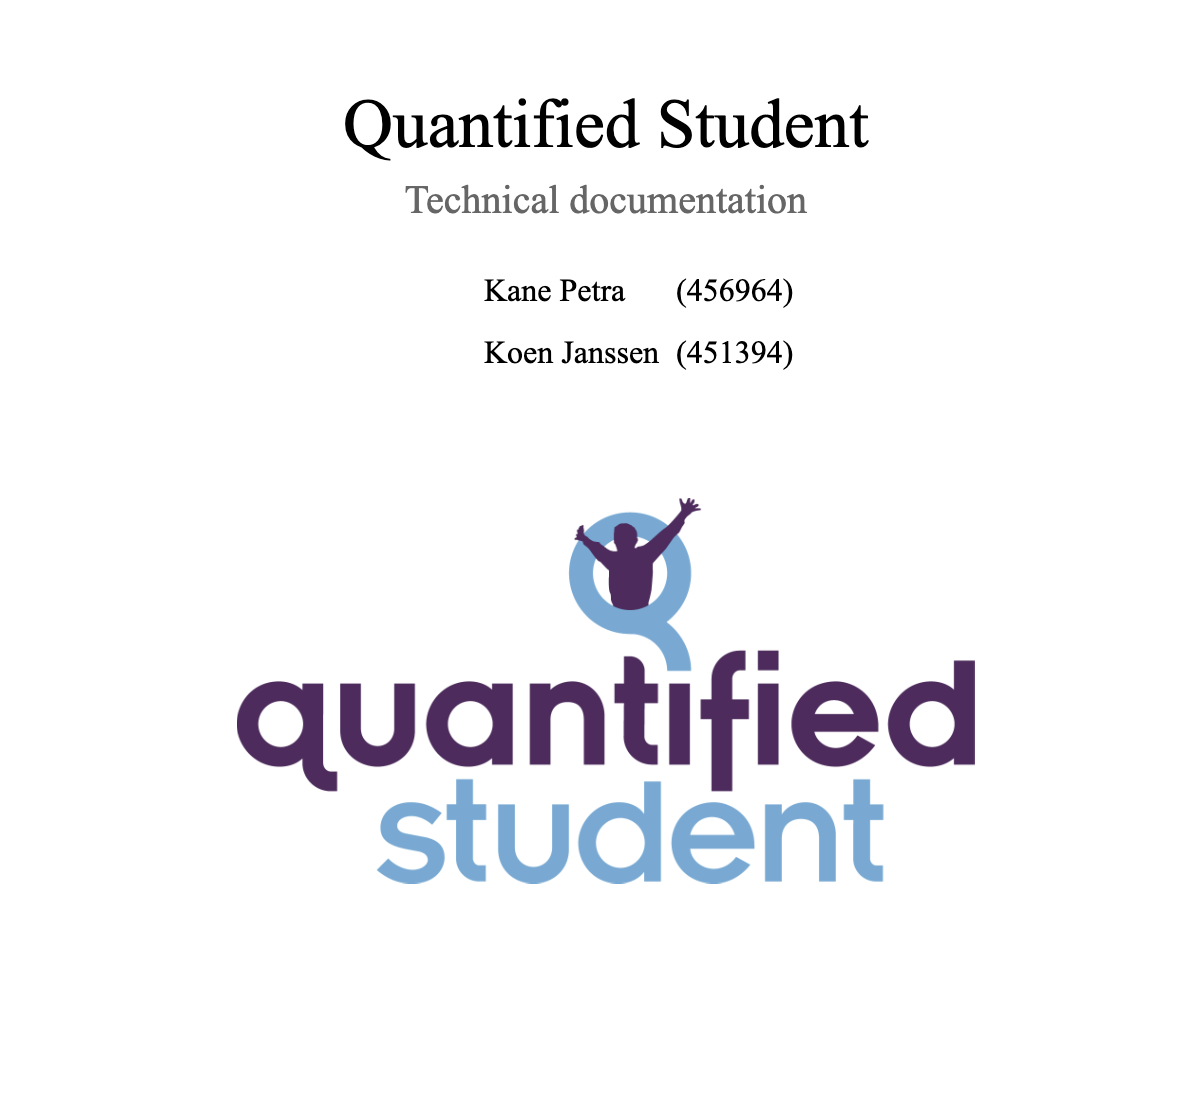 Quantified Student
Technical documentation
Kane Petra (456964)
Koen Janssen (451394)
quantified
student